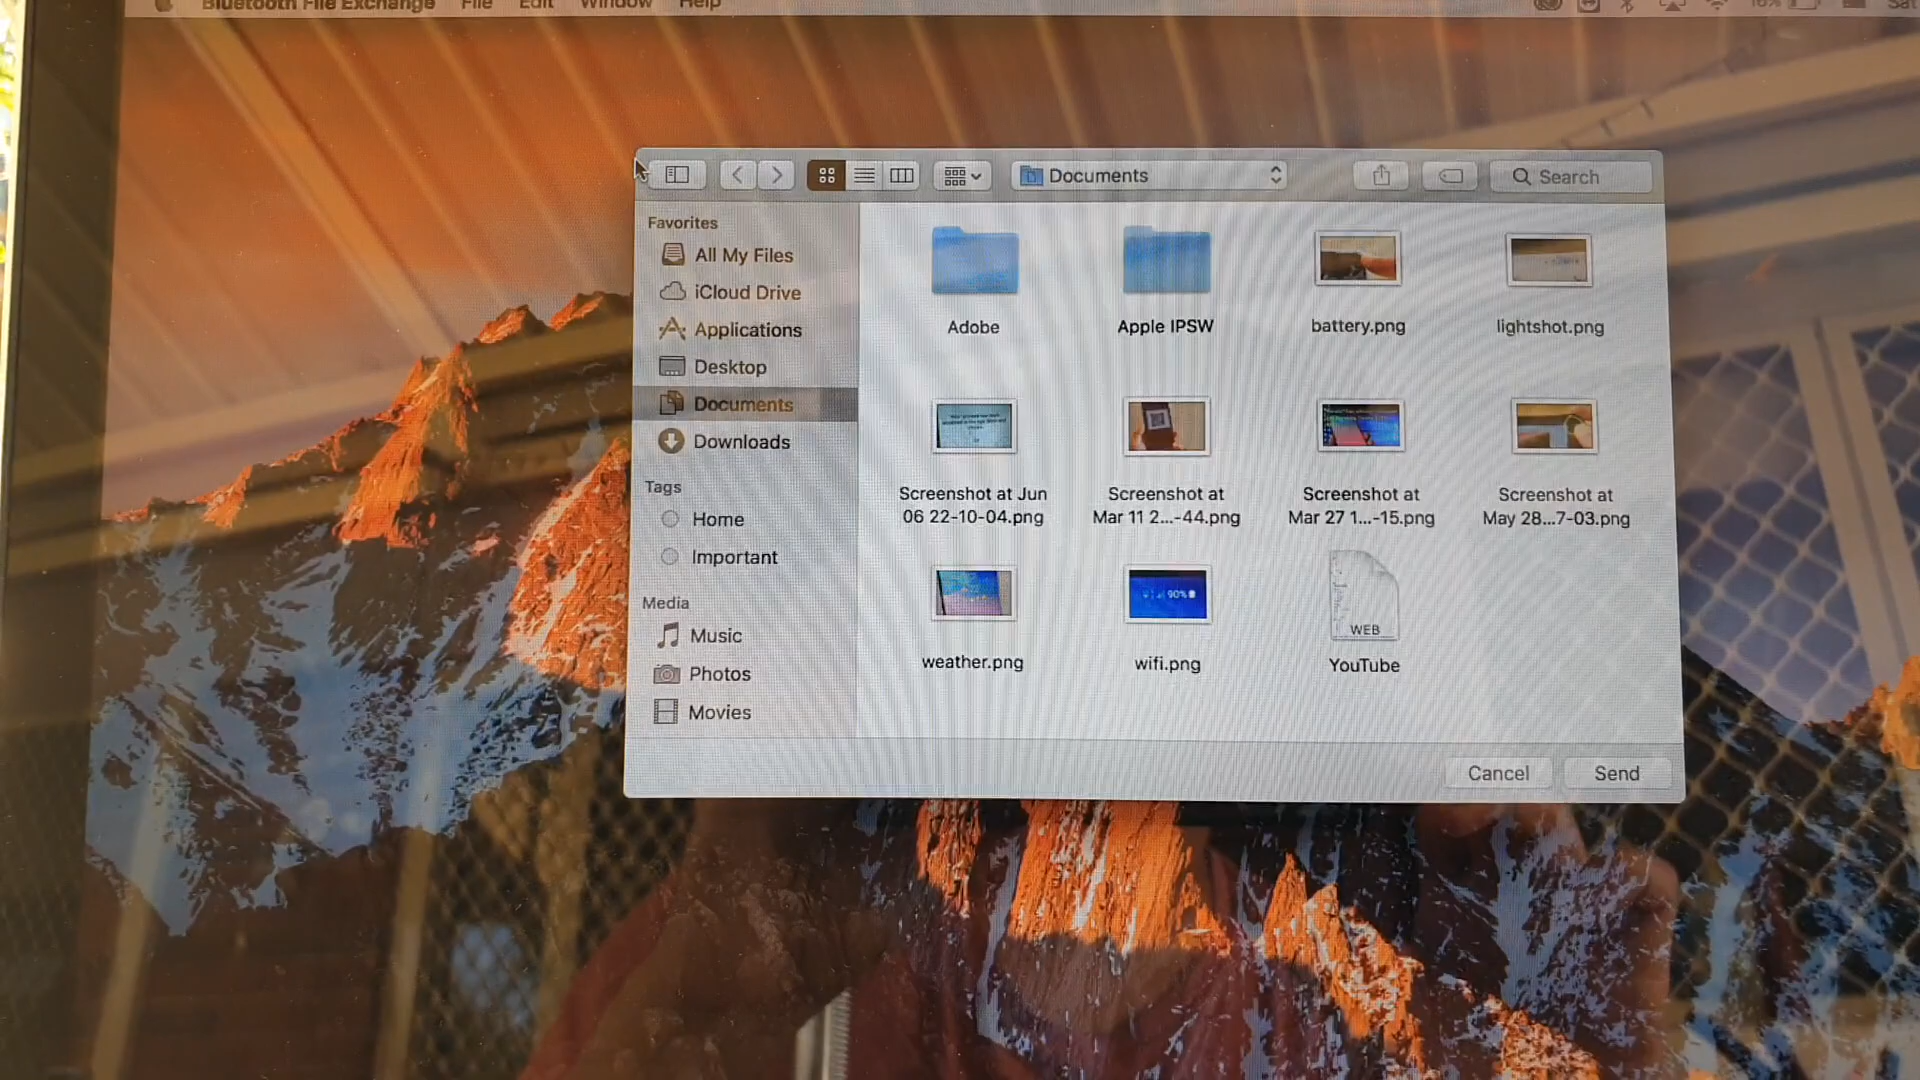 Bluetooth File Exchange File Edit Window Help 16% Sat
Documents
Search
Favorites
All My Files
iCloud Drive
Applications
Desktop
Documents
Downloads
Tags
Home
Important
Media
Music
Photos
Movies
Adobe
Apple IPSW
battery.png
lightshot.png
Screenshot at Jun
06 22-10-04.png
Screenshot at
Mar 11 2...-44.png
Screenshot at
Mar 27 1...-15.png
Screenshot at
May 28...7-03.png
90%
WEB
weather.png
wifi.png
YouTube
Cancel
Send